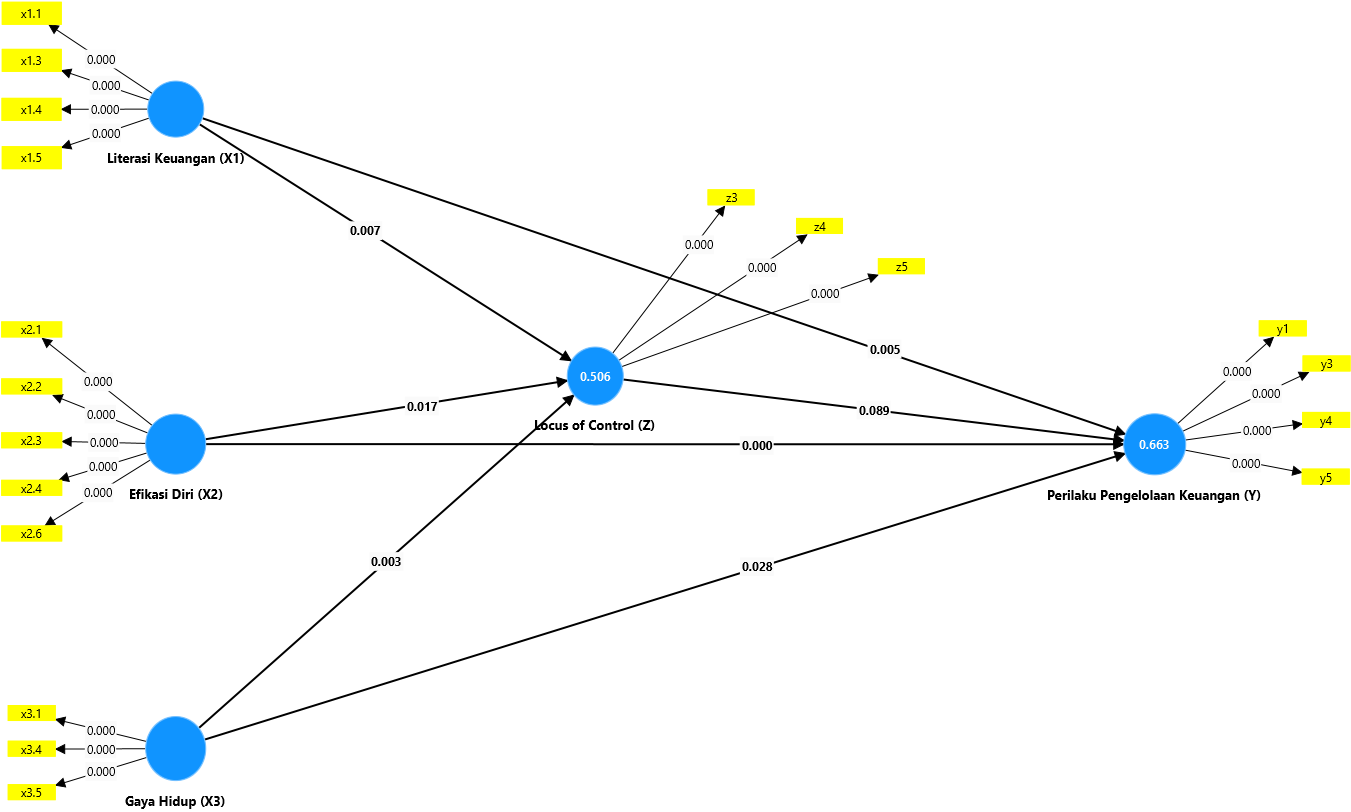 x1.1
0.000
x1.3
0.000
x1.4
0.000
x1.5
0.000
Literasi Keuangan (X1)
0.007
0.005
z3
0.000
z4
0.000
z5
0.000
x2.1
0.000
x2.2
0.000
x2.3
0.000
x2.4
0.000
x2.6
0.000
Efikasi Diri (X2)
0.017
0.000
0.506
Locus of Control (Z)
0.089
0.003
0.028
y1
0.000
y3
0.000
y4
0.000
y5
0.000
0.663
Perilaku Pengelolaan Keuangan (Y)
x3.1
0.000
x3.4
0.000
x3.5
0.000
Gaya Hidup (X3)